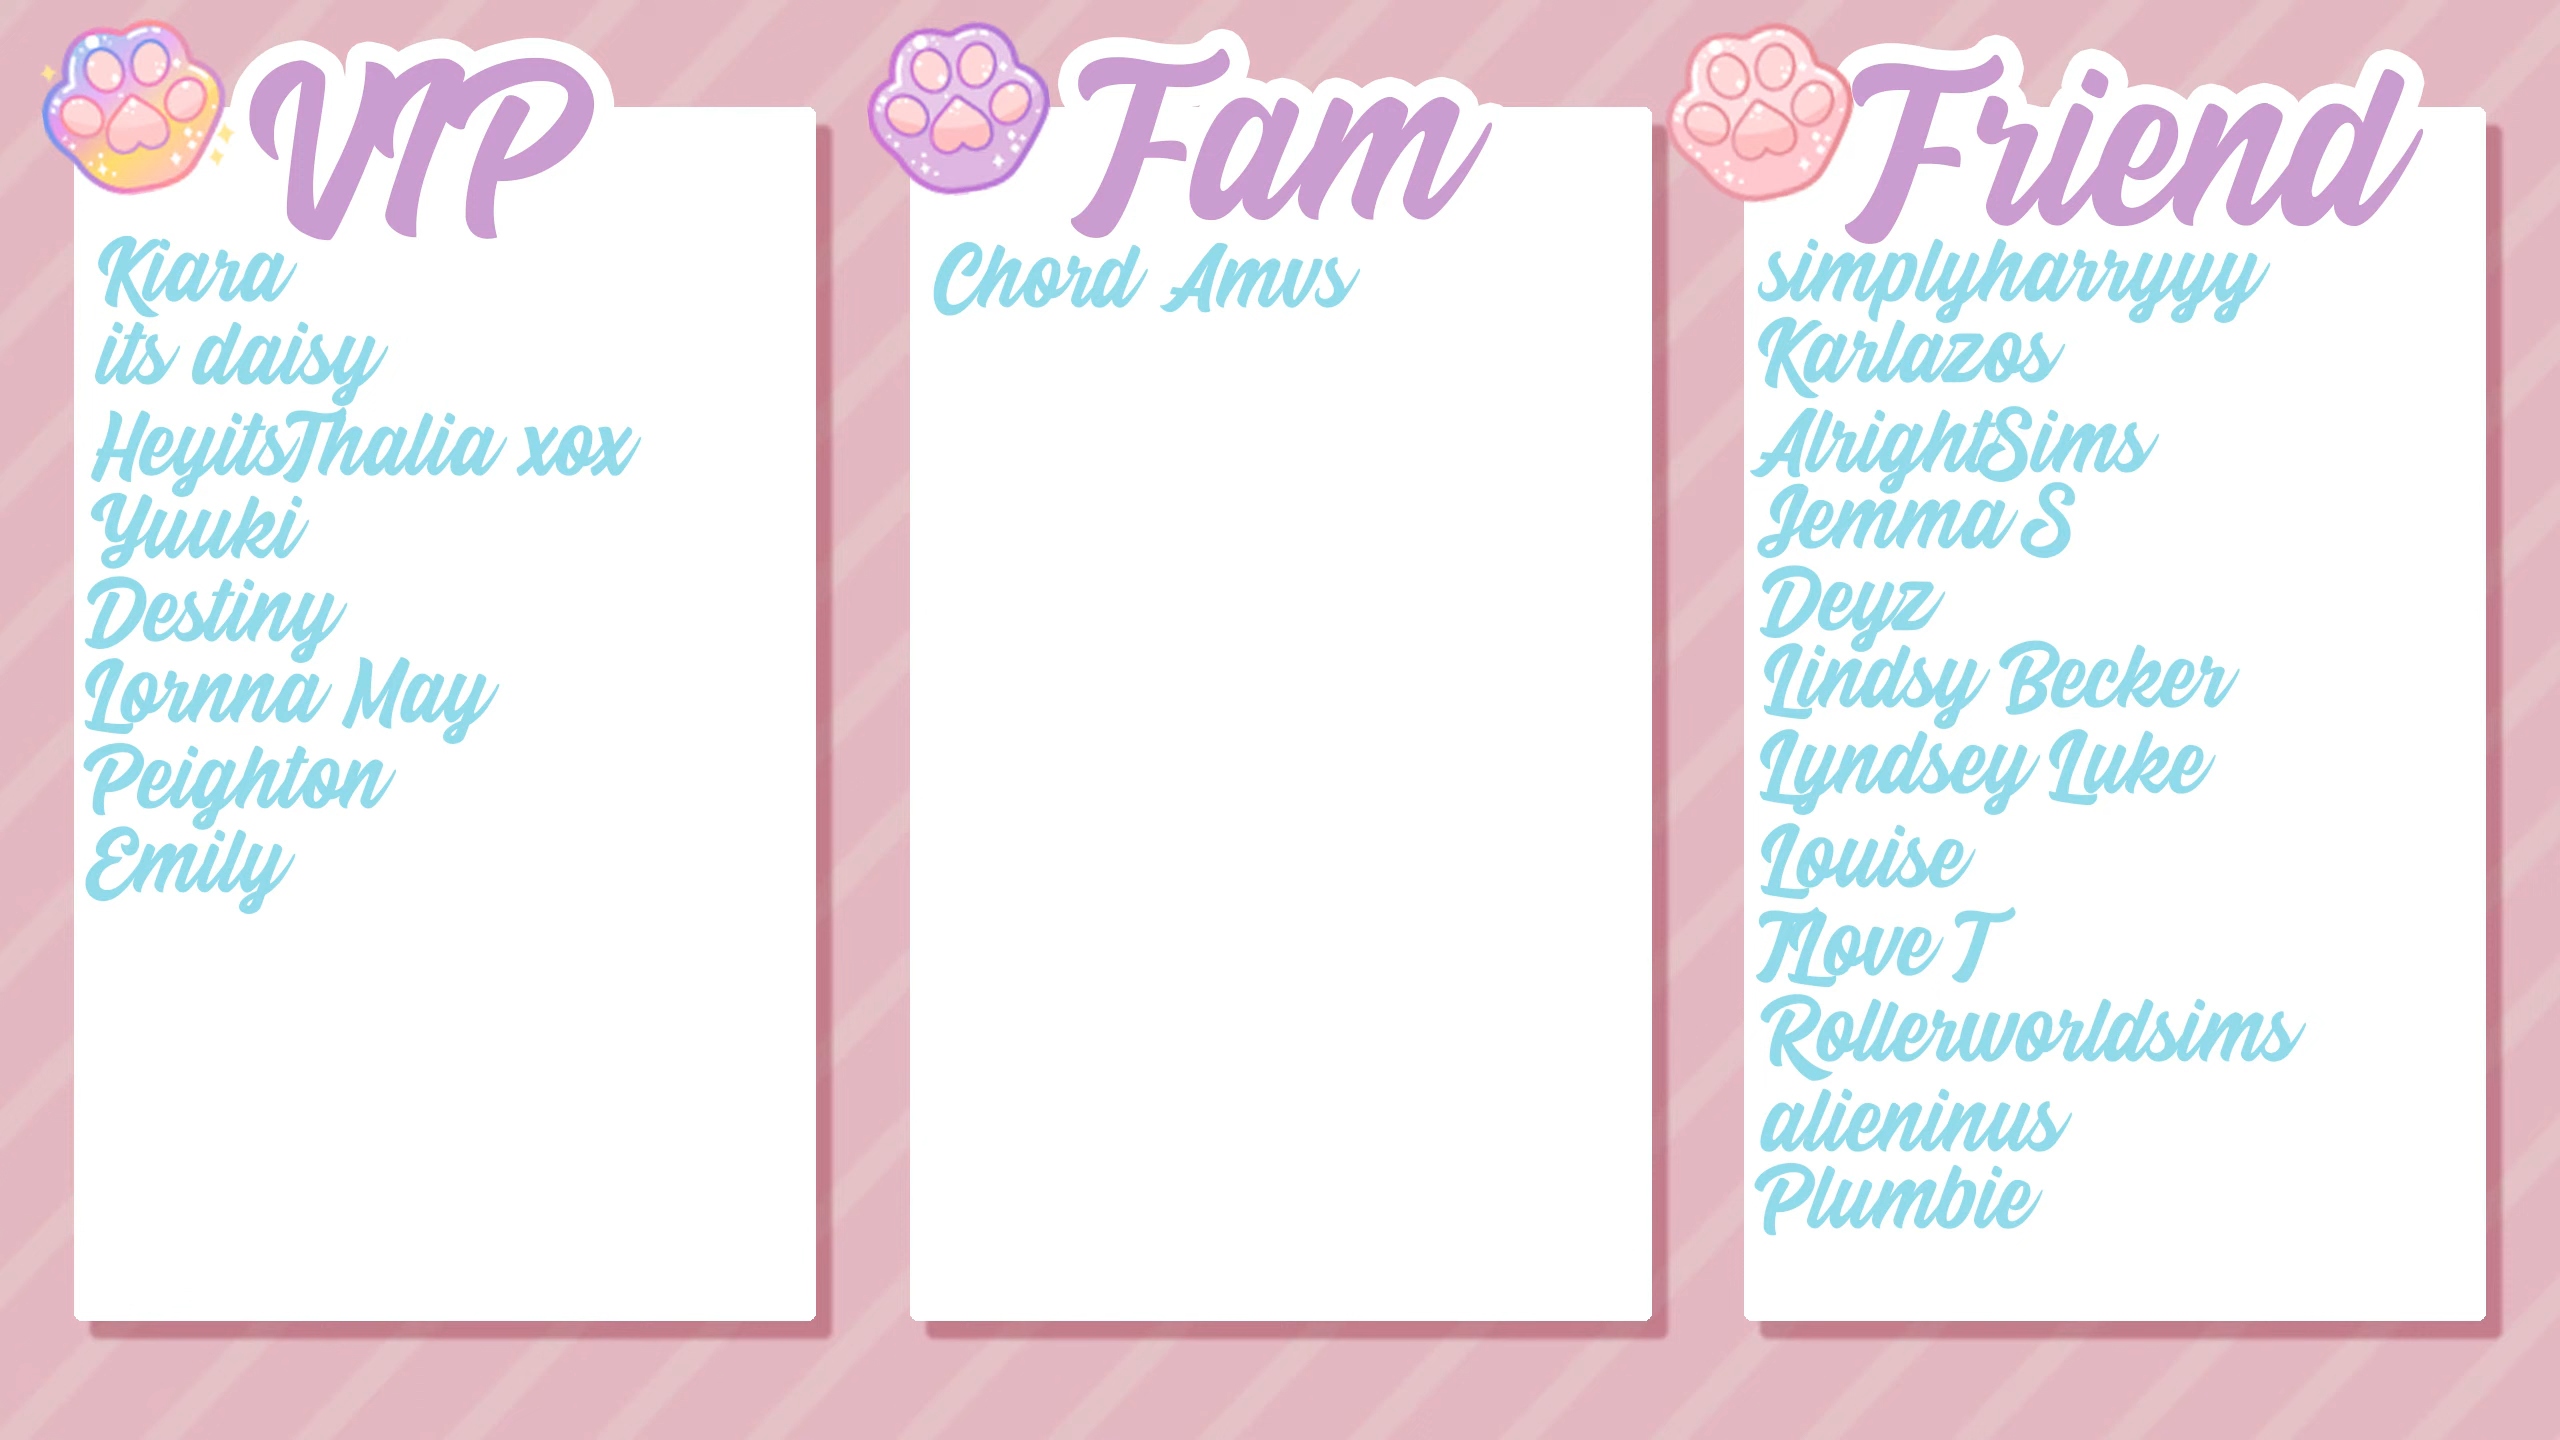 VIP
Kiara
its daisy
HeyitsThalia xox
Yuuki
Destiny
Lornna May
Peighton
Emily
Fam
Chord Amvs
Friend
simplyharryyy
Karlazos
AlrightSims
Jemma S
Deyz
Lindsy Becker
Lyndsey Luke
Louise
TLove T
Rollerworldsims
alieninus
Plumbie